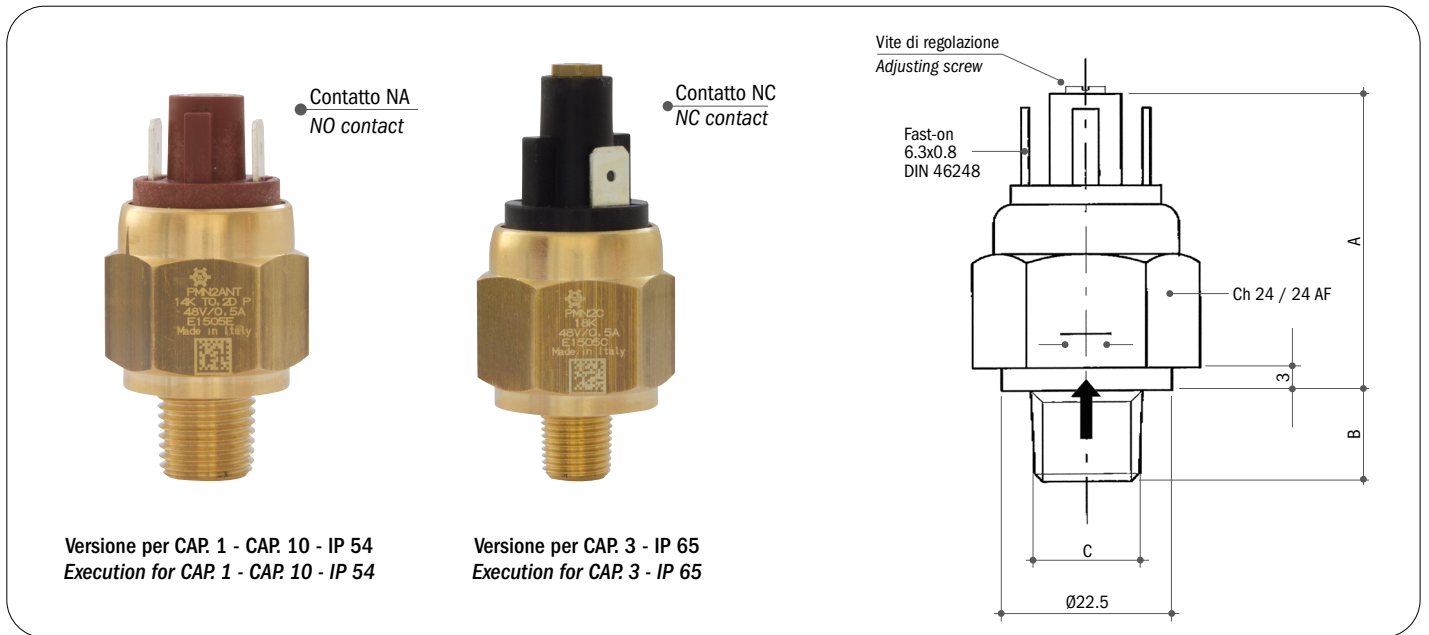 Contatto NA
NO contact
PMN2ANT
14K T0.2D P
48V/0.5A
E1505E
Made in Italy
Versione per CAP. 1 - CAP. 10 - IP 54
Execution for CAP. 1 - CAP. 10 - IP 54
Contatto NC
NC contact
PMN2C
18K
48V/0.5A
E1505C
Made in Italy
Versione per CAP. 3 - IP 65
Execution for CAP. 3 - IP 65
Vite di regolazione
Adjusting screw
Fast-on
6.3x0.8
DIN 46248
A
Ch 24 / 24 AF
3
B
C
Ø22.5